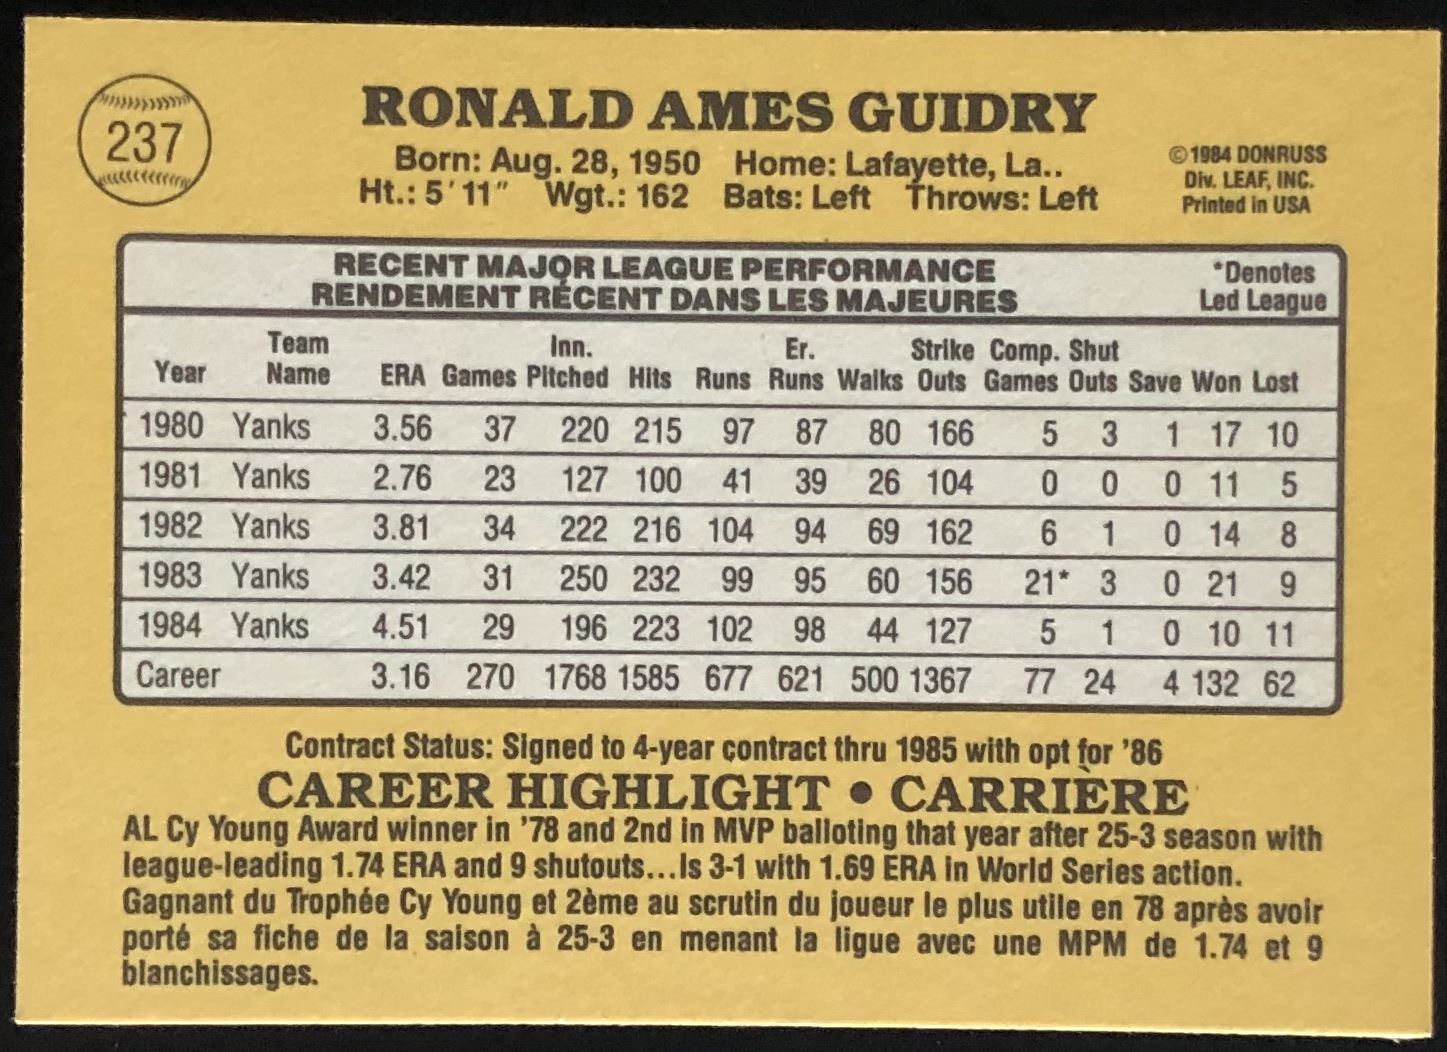 237
RONALD AMES GUIDRY
Born: Aug. 28, 1950 Home: Lafayette, La..
Ht.: 5' 11" Wgt.: 162 Bats: Left Throws: Left
©1984 DONRUSS
Div. LEAF, INC.
Printed in USA
RECENT MAJOR LEAGUE PERFORMANCE
RENDEMENT RÉCENT DANS LES MAJEURES
*Denotes
Led League
Year Team Name ERA Games Inn. Pitched Hits Runs Er. Runs Walks Strike Outs Comp. Games Shut Outs Save Won Lost
1980 Yanks 3.56 37 220 215 97 87 80 166 5 3 1 17 10
1981 Yanks 2.76 23 127 100 41 39 26 104 0 0 0 11 5
1982 Yanks 3.81 34 222 216 104 94 69 162 6 1 0 14 8
1983 Yanks 3.42 31 250 232 99 95 60 156 21* 3 0 21 9
1984 Yanks 4.51 29 196 223 102 98 44 127 5 1 0 10 11
Career 3.16 270 1768 1585 677 621 500 1367 77 24 4 132 62
Contract Status: Signed to 4-year contract thru 1985 with opt for '86
CAREER HIGHLIGHT • CARRIÈRE
AL Cy Young Award winner in '78 and 2nd in MVP balloting that year after 25-3 season with
league-leading 1.74 ERA and 9 shutouts...Is 3-1 with 1.69 ERA in World Series action.
Gagnant du Trophée Cy Young et 2ème au scrutin du joueur le plus utile en 78 après avoir
porté sa fiche de la saison à 25-3 en menant la ligue avec une MPM de 1.74 et 9
blanchissages.